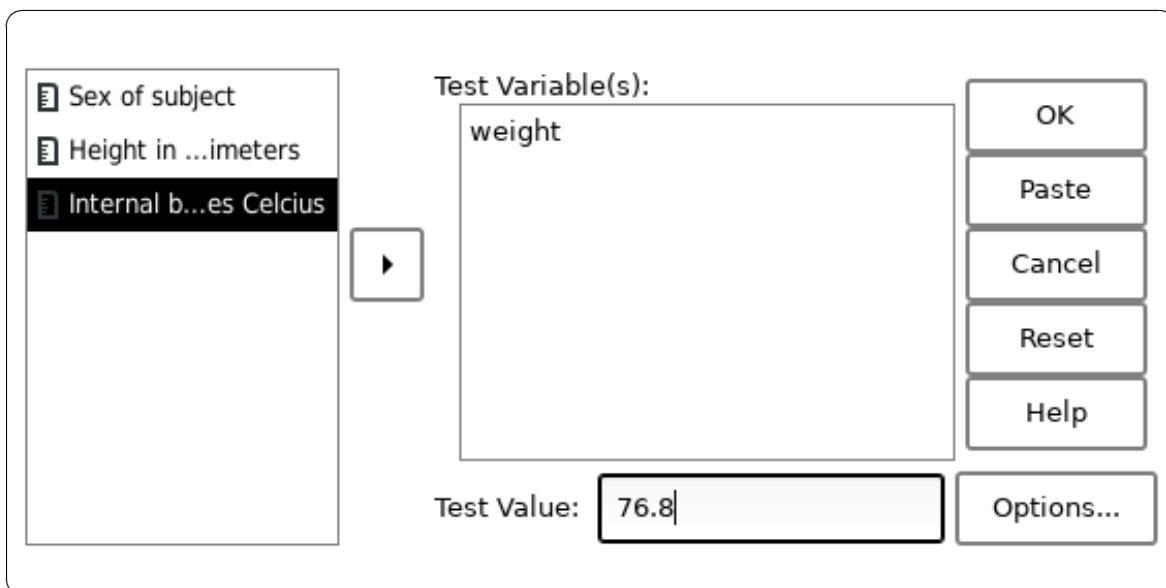 Sex of subject
Height in ...imeters
Internal b...es Celcius
Test Variable(s):
weight
OK
Paste
Cancel
Reset
Help
Test Value: 76.8
Options...